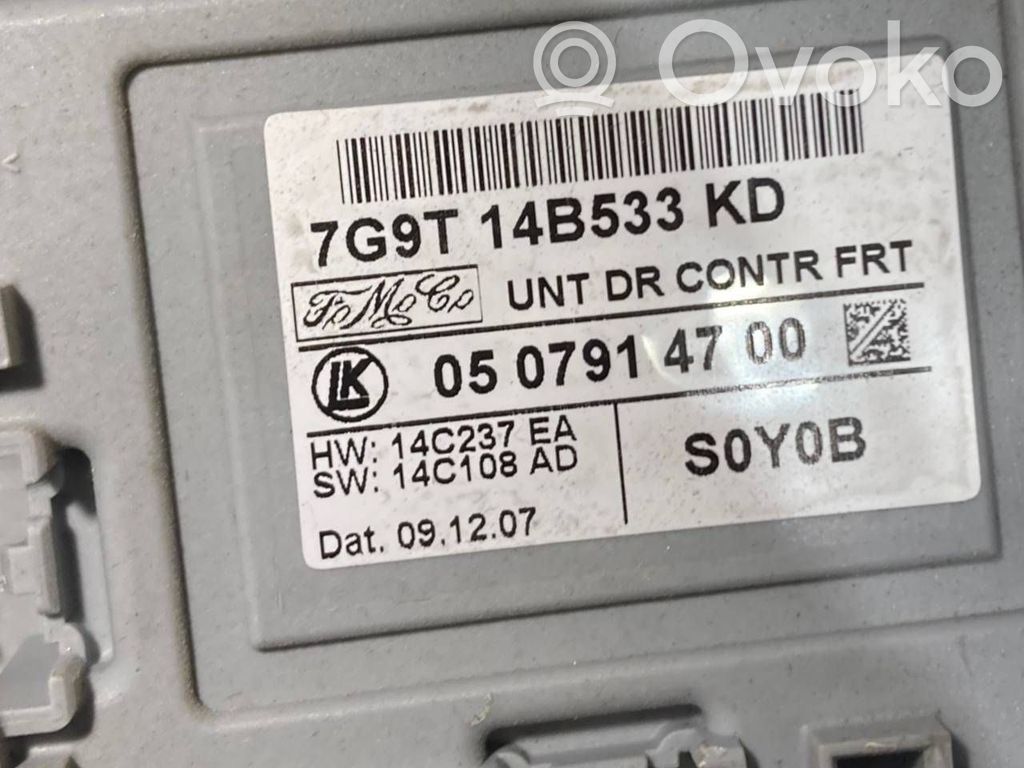 Ovoko
7G9T 14B533 KD
FoMoCo UNT DR CONTR FRT
LK 05 0791 47 00
HW: 14C237 EA
SW: 14C108 AD
S0Y0B
Dat. 09.12.07